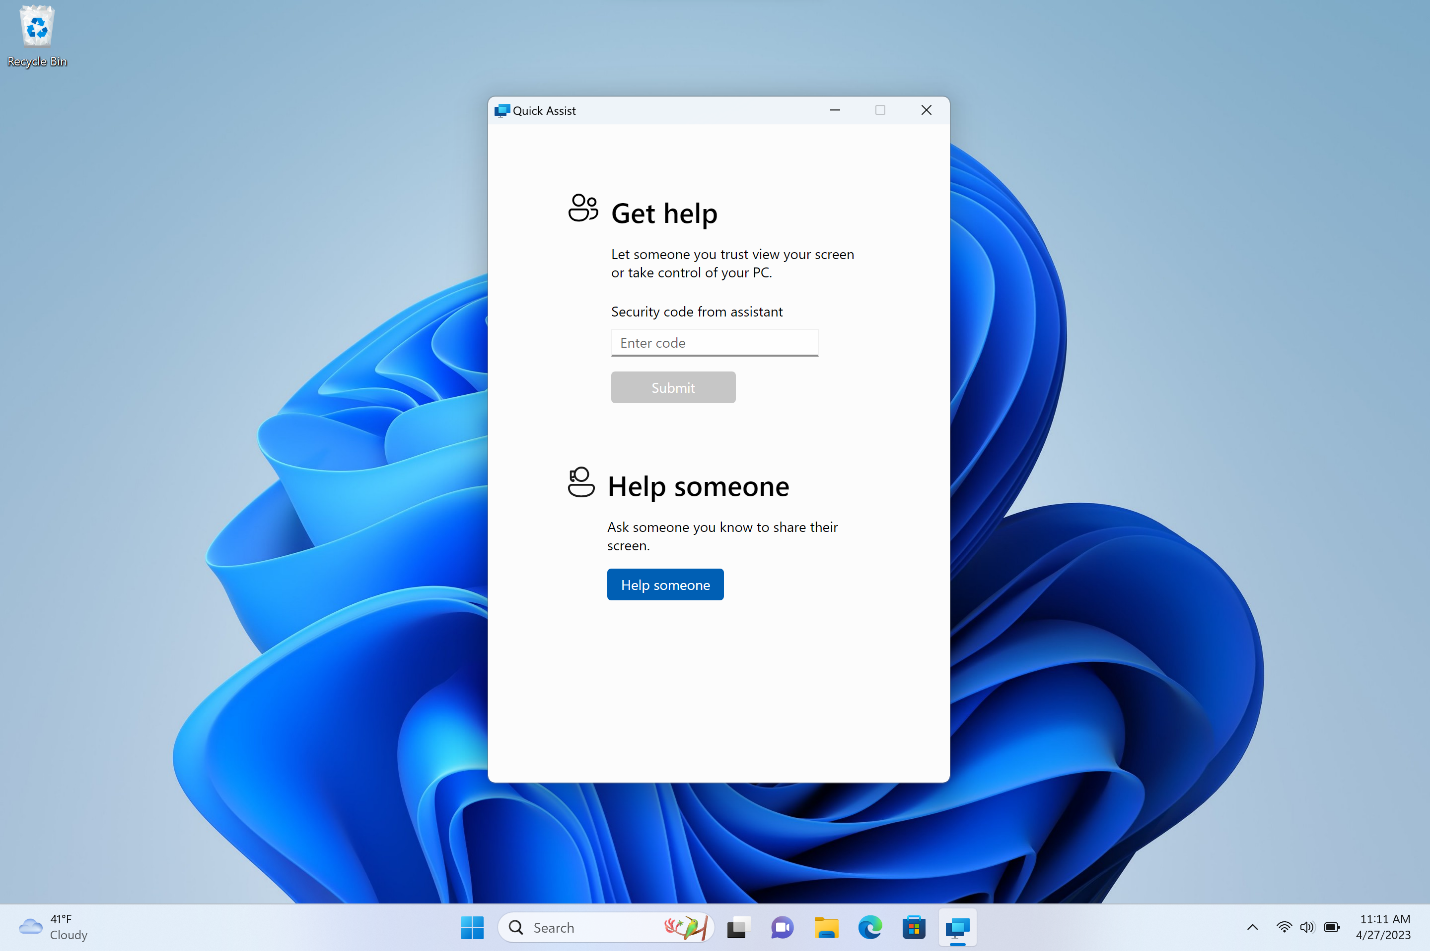 Recycle Bin
Quick Assist
Get help
Let someone you trust view your screen
or take control of your PC.
Security code from assistant
Enter code
Submit
Help someone
Ask someone you know to share their
screen.
Help someone
41°F
Cloudy
Search
11:11 AM
4/27/2023